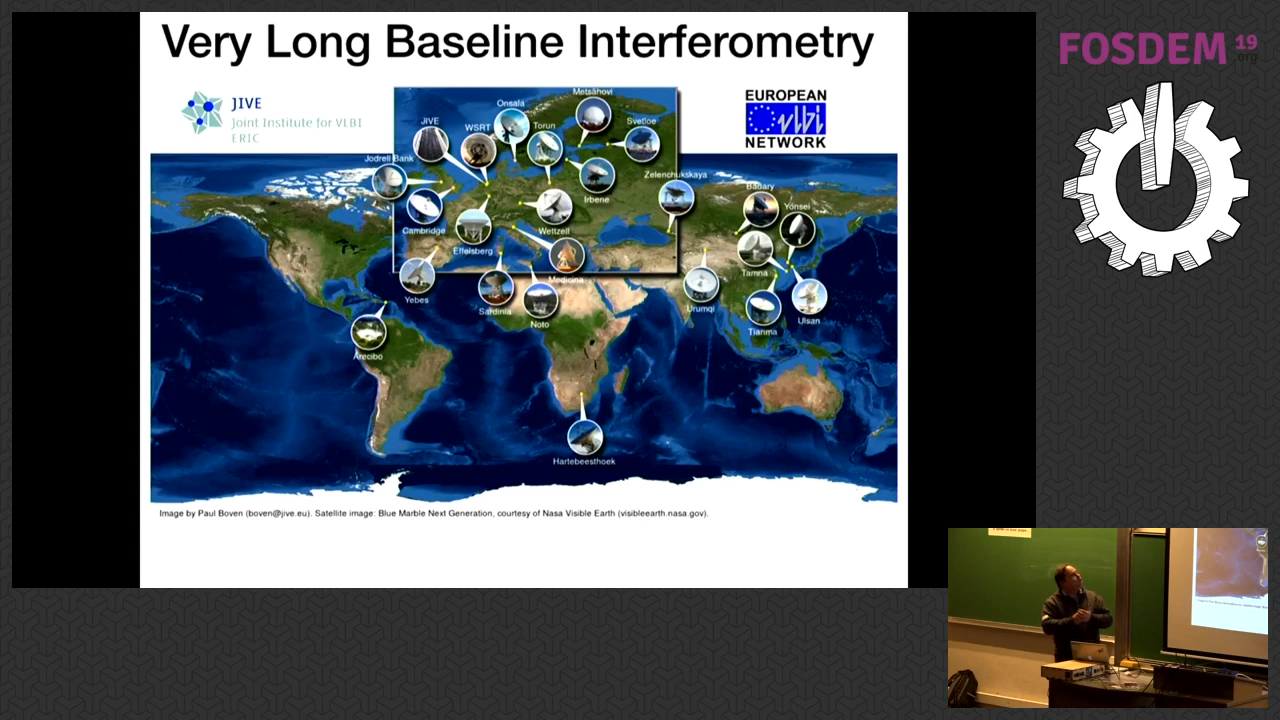 Very Long Baseline Interferometry
FOSDEM 19
.org
JIVE
Joint Institute for VLBI
ERIC
EUROPEAN
vlbi
NETWORK
Metsähovi
Onsala
JIVE
WSRT
Torun
Svetloe
Jodrell Bank
Zelenchukskaya
Badary
Irbene
Yonsei
Cambridge
Wettzell
Effelsberg
Tamna
Medicina
Yebes
Sardinia
Noto
Urumqi
Ulsan
Tianma
Arecibo
Hartebeesthoek
Image by Paul Boven (boven@jive.eu). Satellite image: Blue Marble Next Generation, courtesy of Nasa Visible Earth (visibleearth.nasa.gov).